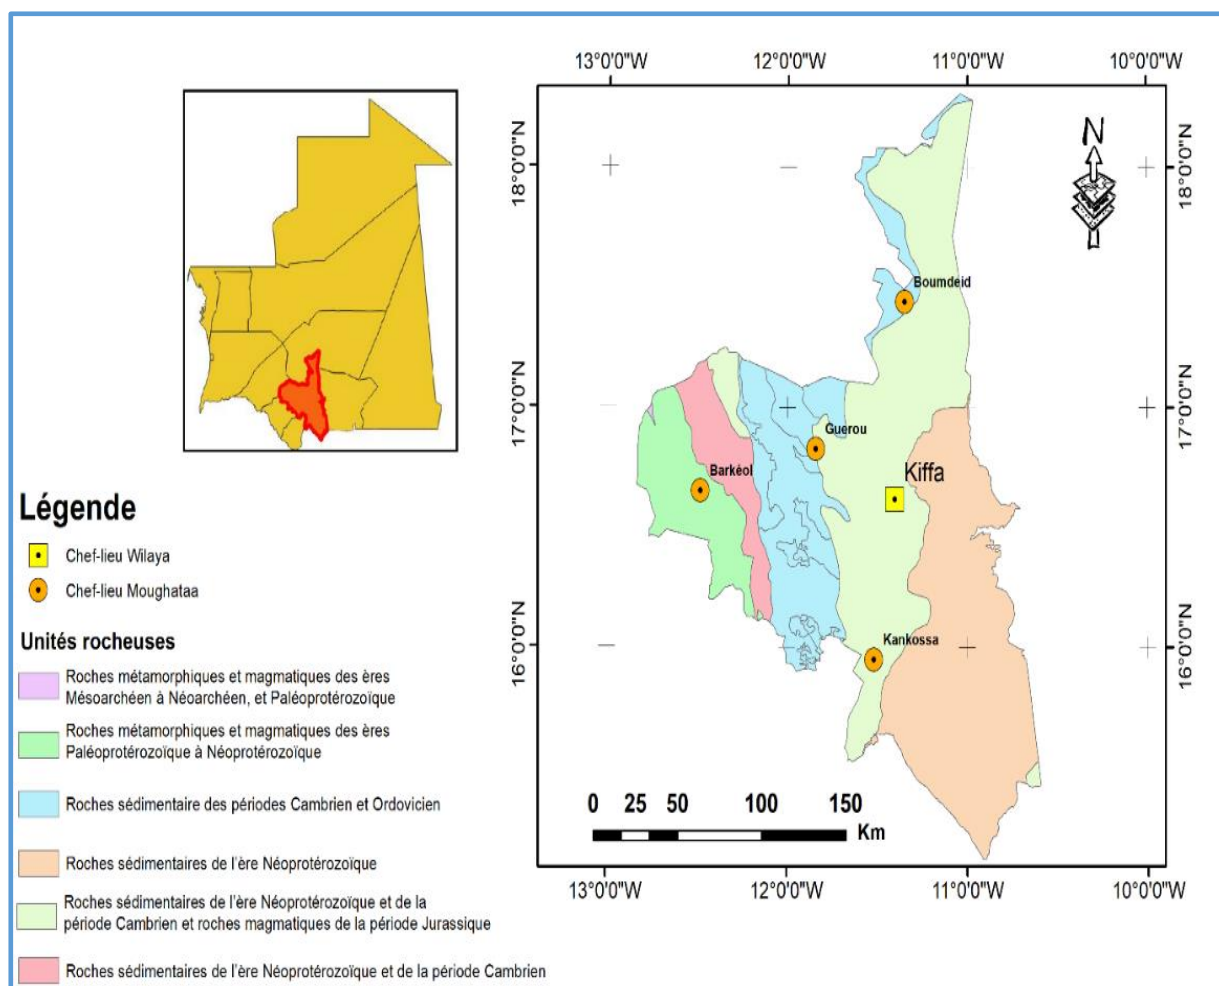 13°0'0"W 12°0'0"W 11°0'0"W 10°0'0"W
N
18°0'0"N 18°0'0"N
Boumdeid
17°0'0"N 17°0'0"N
Guerou
Barkéol
Kiffa
16°0'0"N 16°0'0"N
Kankossa
0 25 50 100 150
Km
13°0'0"W 12°0'0"W 11°0'0"W 10°0'0"W
Légende
Chef-lieu Wilaya
Chef-lieu Moughataa
Unités rocheuses
Roches métamorphiques et magmatiques des ères
Mésoarchéen à Néoarchéen, et Paléoprotérozoïque
Roches métamorphiques et magmatiques des ères
Paléoprotérozoïque à Néoprotérozoïque
Roches sédimentaire des périodes Cambrien et Ordovicien
Roches sédimentaires de l'ère Néoprotérozoïque
Roches sédimentaires de l'ère Néoprotérozoïque et de la
période Cambrien et roches magmatiques de la période Jurassique
Roches sédimentaires de l'ère Néoprotérozoïque et de la période Cambrien